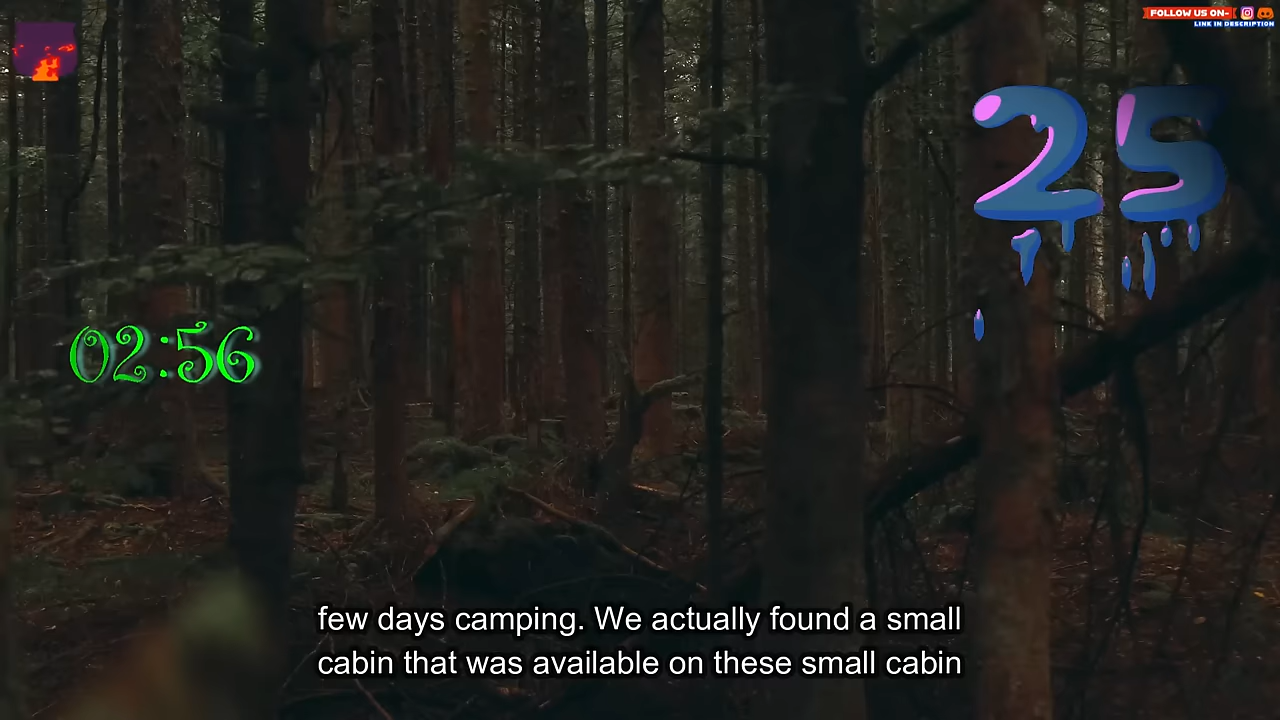 FOLLOW US ON-
LINK IN DESCRIPTION
25
02:56
few days camping. We actually found a small
cabin that was available on these small cabin